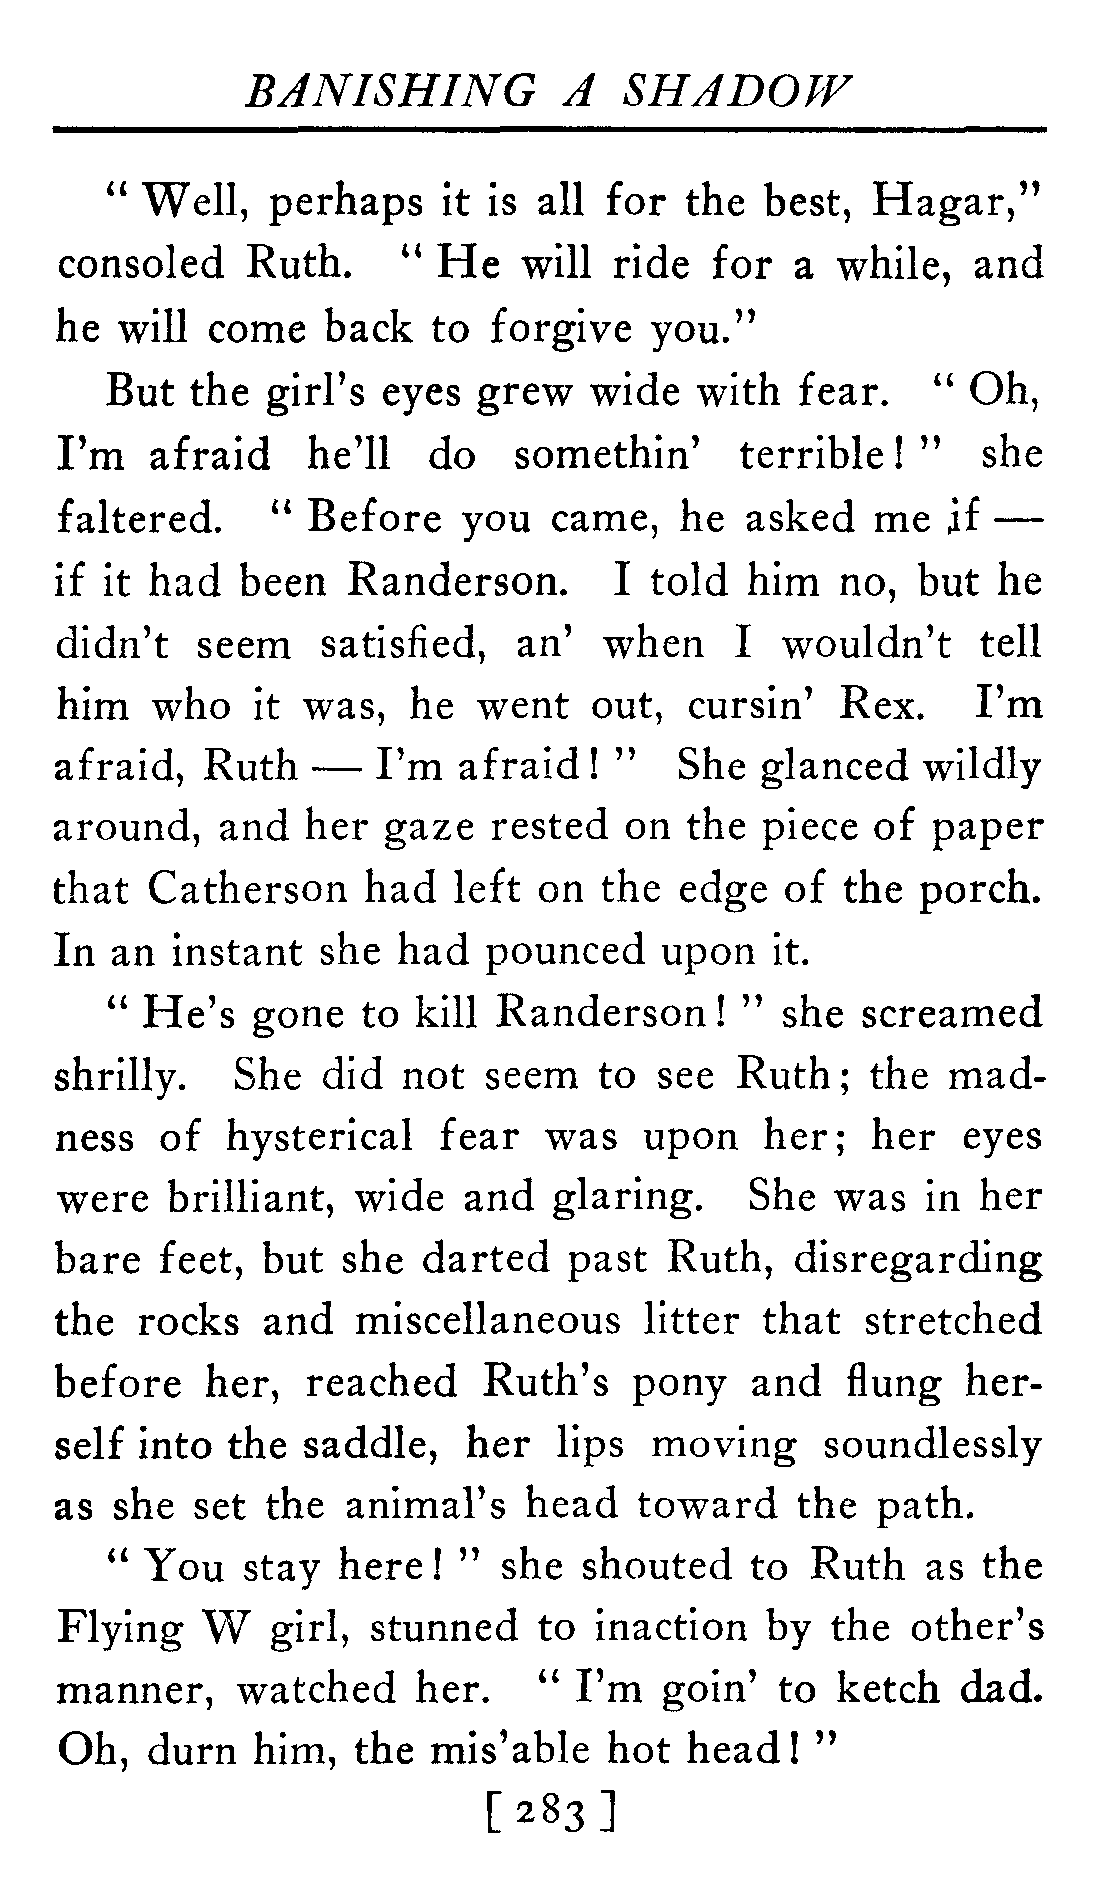 BANISHING A SHADOW
“ Well, perhaps it is all for the best, Hagar,”
consoled Ruth. “ He will ride for a while, and
he will come back to forgive you.”
But the girl’s eyes grew wide with fear. “ Oh,
I’m afraid he’ll do somethin’ terrible! ” she
faltered. “ Before you came, he asked me if —
if it had been Randerson. I told him no, but he
didn’t seem satisfied, an’ when I wouldn’t tell
him who it was, he went out, cursin’ Rex. I’m
afraid, Ruth — I’m afraid! ” She glanced wildly
around, and her gaze rested on the piece of paper
that Catherson had left on the edge of the porch.
In an instant she had pounced upon it.
“ He’s gone to kill Randerson! ” she screamed
shrilly. She did not seem to see Ruth; the mad-
ness of hysterical fear was upon her; her eyes
were brilliant, wide and glaring. She was in her
bare feet, but she darted past Ruth, disregarding
the rocks and miscellaneous litter that stretched
before her, reached Ruth’s pony and flung her-
self into the saddle, her lips moving soundlessly
as she set the animal’s head toward the path.
“ You stay here! ” she shouted to Ruth as the
Flying W girl, stunned to inaction by the other’s
manner, watched her. “ I’m goin’ to ketch dad.
Oh, durn him, the mis’able hot head! ”
[ 283 ]